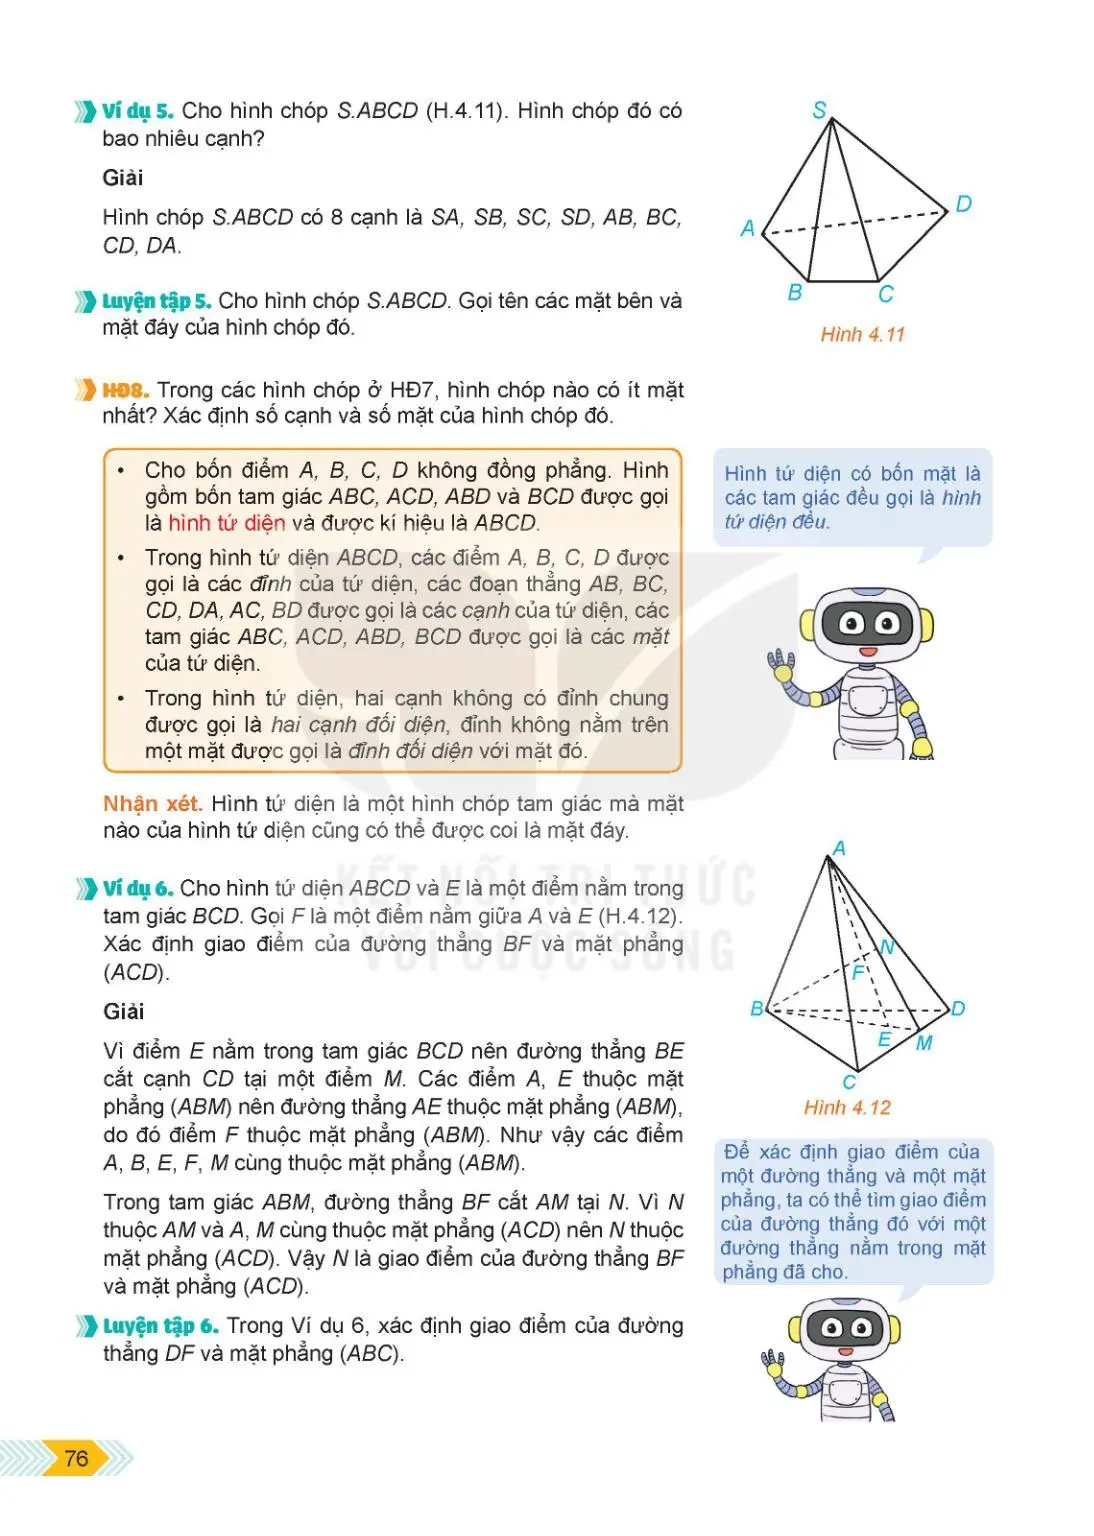 Ví dụ 5. Cho hình chóp S.ABCD (H.4.11). Hình chóp đó có
bao nhiêu cạnh?
Giải
Hình chóp S.ABCD có 8 cạnh là SA, SB, SC, SD, AB, BC,
CD, DA.
Luyện tập 5. Cho hình chóp S.ABCD. Gọi tên các mặt bên và
mặt đáy của hình chóp đó.
S
A
D
B
C
Hình 4.11
HĐ8. Trong các hình chóp ở HĐ7, hình chóp nào có ít mặt
nhất? Xác định số cạnh và số mặt của hình chóp đó.
• Cho bốn điểm A, B, C, D không đồng phẳng. Hình
gồm bốn tam giác ABC, ACD, ABD và BCD được gọi
là hình tứ diện và được kí hiệu là ABCD.
• Trong hình tứ diện ABCD, các điểm A, B, C, D được
gọi là các đỉnh của tứ diện, các đoạn thẳng AB, BC,
CD, DA, AC, BD được gọi là các cạnh của tứ diện, các
tam giác ABC, ACD, ABD, BCD được gọi là các mặt
của tứ diện.
• Trong hình tứ diện, hai cạnh không có đỉnh chung
được gọi là hai cạnh đối diện, đỉnh không nằm trên
một mặt được gọi là đỉnh đối diện với mặt đó.
Hình tứ diện có bốn mặt là
các tam giác đều gọi là hình
tứ diện đều.
Nhận xét. Hình tứ diện là một hình chóp tam giác mà mặt
nào của hình tứ diện cũng có thể được coi là mặt đáy.
KẾT NỐI TRI THỨC
VỚI CUỘC SỐNG
Ví dụ 6. Cho hình tứ diện ABCD và E là một điểm nằm trong
tam giác BCD. Gọi F là một điểm nằm giữa A và E (H.4.12).
Xác định giao điểm của đường thẳng BF và mặt phẳng
(ACD).
Giải
Vì điểm E nằm trong tam giác BCD nên đường thẳng BE
cắt cạnh CD tại một điểm M. Các điểm A, E thuộc mặt
phẳng (ABM) nên đường thẳng AE thuộc mặt phẳng (ABM),
do đó điểm F thuộc mặt phẳng (ABM). Như vậy các điểm
A, B, E, F, M cùng thuộc mặt phẳng (ABM).
Trong tam giác ABM, đường thẳng BF cắt AM tại N. Vì N
thuộc AM và A, M cùng thuộc mặt phẳng (ACD) nên N thuộc
mặt phẳng (ACD). Vậy N là giao điểm của đường thẳng BF
và mặt phẳng (ACD).
A
N
F
B
D
E
M
C
Hình 4.12
Để xác định giao điểm của
một đường thẳng và một mặt
phẳng, ta có thể tìm giao điểm
của đường thẳng đó với một
đường thẳng nằm trong mặt
phẳng đã cho.
Luyện tập 6. Trong Ví dụ 6, xác định giao điểm của đường
thẳng DF và mặt phẳng (ABC).
76